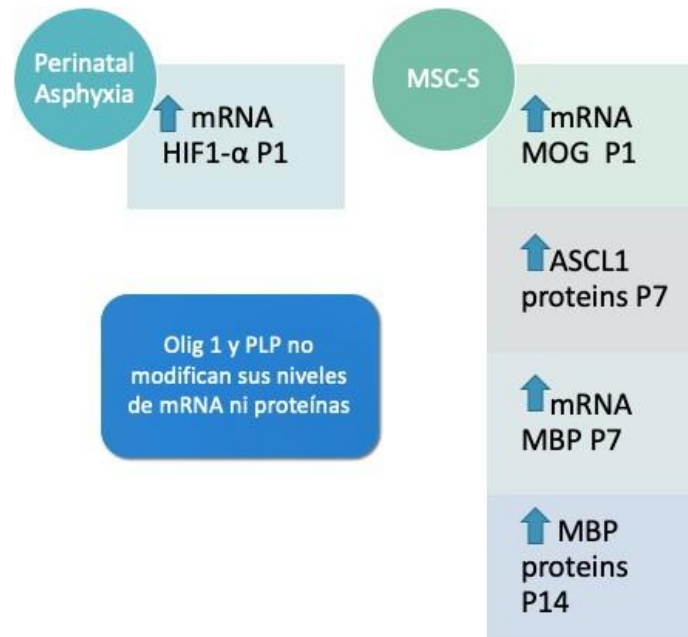 Perinatal
Asphyxia
mRNA
HIF1-α P1
MSC-S
mRNA
MOG P1
ASCL1
proteins P7
mRNA
MBP P7
MBP
proteins
P14
Olig 1 y PLP no
modifican sus niveles
de mRNA ni proteínas